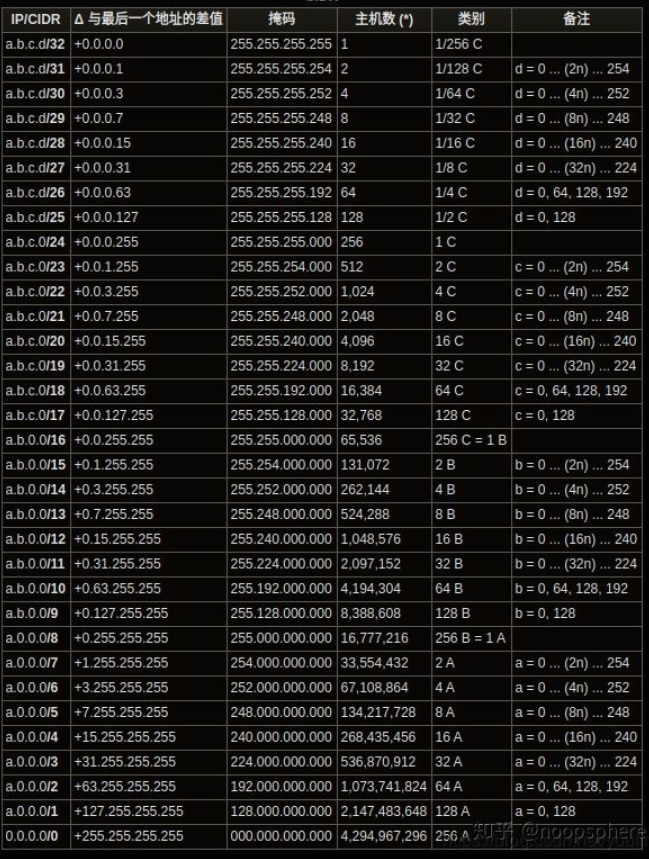 IP/CIDR Δ 与最后一个地址的差值 掩码 主机数 (*) 类别 备注
a.b.c.d/32 +0.0.0.0 255.255.255.255 1 1/256 C
a.b.c.d/31 +0.0.0.1 255.255.255.254 2 1/128 C d = 0 ... (2n) ... 254
a.b.c.d/30 +0.0.0.3 255.255.255.252 4 1/64 C d = 0 ... (4n) ... 252
a.b.c.d/29 +0.0.0.7 255.255.255.248 8 1/32 C d = 0 ... (8n) ... 248
a.b.c.d/28 +0.0.0.15 255.255.255.240 16 1/16 C d = 0 ... (16n) ... 240
a.b.c.d/27 +0.0.0.31 255.255.255.224 32 1/8 C d = 0 ... (32n) ... 224
a.b.c.d/26 +0.0.0.63 255.255.255.192 64 1/4 C d = 0, 64, 128, 192
a.b.c.d/25 +0.0.0.127 255.255.255.128 128 1/2 C d = 0, 128
a.b.c.0/24 +0.0.0.255 255.255.255.000 256 1 C
a.b.c.0/23 +0.0.1.255 255.255.254.000 512 2 C c = 0 ... (2n) ... 254
a.b.c.0/22 +0.0.3.255 255.255.252.000 1,024 4 C c = 0 ... (4n) ... 252
a.b.c.0/21 +0.0.7.255 255.255.248.000 2,048 8 C c = 0 ... (8n) ... 248
a.b.c.0/20 +0.0.15.255 255.255.240.000 4,096 16 C c = 0 ... (16n) ... 240
a.b.c.0/19 +0.0.31.255 255.255.224.000 8,192 32 C c = 0 ... (32n) ... 224
a.b.c.0/18 +0.0.63.255 255.255.192.000 16,384 64 C c = 0, 64, 128, 192
a.b.c.0/17 +0.0.127.255 255.255.128.000 32,768 128 C c = 0, 128
a.b.0.0/16 +0.0.255.255 255.255.000.000 65,536 256 C = 1 B
a.b.0.0/15 +0.1.255.255 255.254.000.000 131,072 2 B b = 0 ... (2n) ... 254
a.b.0.0/14 +0.3.255.255 255.252.000.000 262,144 4 B b = 0 ... (4n) ... 252
a.b.0.0/13 +0.7.255.255 255.248.000.000 524,288 8 B b = 0 ... (8n) ... 248
a.b.0.0/12 +0.15.255.255 255.240.000.000 1,048,576 16 B b = 0 ... (16n) ... 240
a.b.0.0/11 +0.31.255.255 255.224.000.000 2,097,152 32 B b = 0 ... (32n) ... 224
a.b.0.0/10 +0.63.255.255 255.192.000.000 4,194,304 64 B b = 0, 64, 128, 192
a.b.0.0/9 +0.127.255.255 255.128.000.000 8,388,608 128 B b = 0, 128
a.0.0.0/8 +0.255.255.255 255.000.000.000 16,777,216 256 B = 1 A
a.0.0.0/7 +1.255.255.255 254.000.000.000 33,554,432 2 A a = 0 ... (2n) ... 254
a.0.0.0/6 +3.255.255.255 252.000.000.000 67,108,864 4 A a = 0 ... (4n) ... 252
a.0.0.0/5 +7.255.255.255 248.000.000.000 134,217,728 8 A a = 0 ... (8n) ... 248
a.0.0.0/4 +15.255.255.255 240.000.000.000 268,435,456 16 A a = 0 ... (16n) ... 240
a.0.0.0/3 +31.255.255.255 224.000.000.000 536,870,912 32 A a = 0 ... (32n) ... 224
a.0.0.0/2 +63.255.255.255 192.000.000.000 1,073,741,824 64 A a = 0, 64, 128, 192
a.0.0.0/1 +127.255.255.255 128.000.000.000 2,147,483,648 128 A a = 0, 128
0.0.0.0/0 +255.255.255.255 000.000.000.000 4,294,967,296 256 A
知乎 @noopsphere